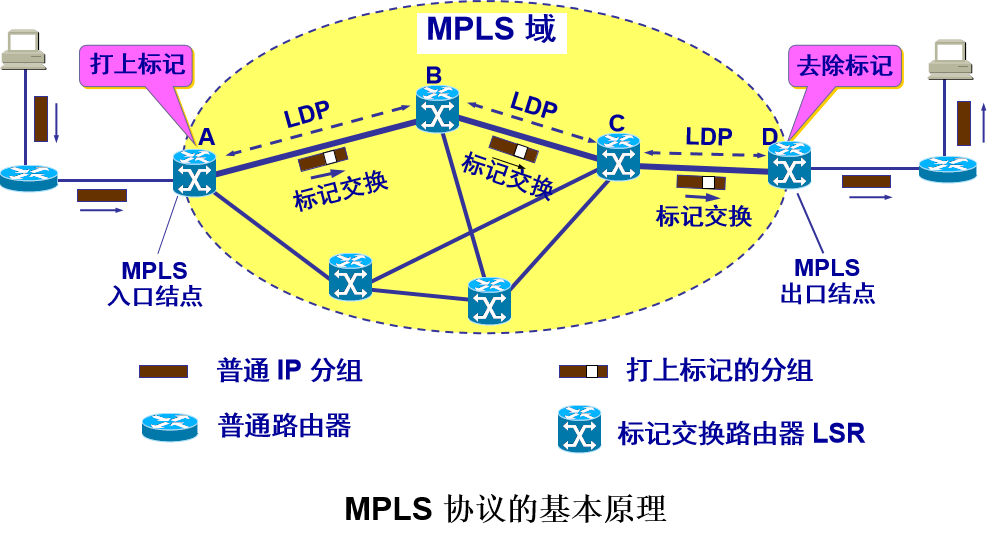 MPLS 域
打上标记
去除标记
B
LDP
LDP
C
A
LDP
D
标记交换
标记交换
标记交换
MPLS
入口结点
MPLS
出口结点
普通 IP 分组
打上标记的分组
普通路由器
标记交换路由器 LSR
MPLS 协议的基本原理